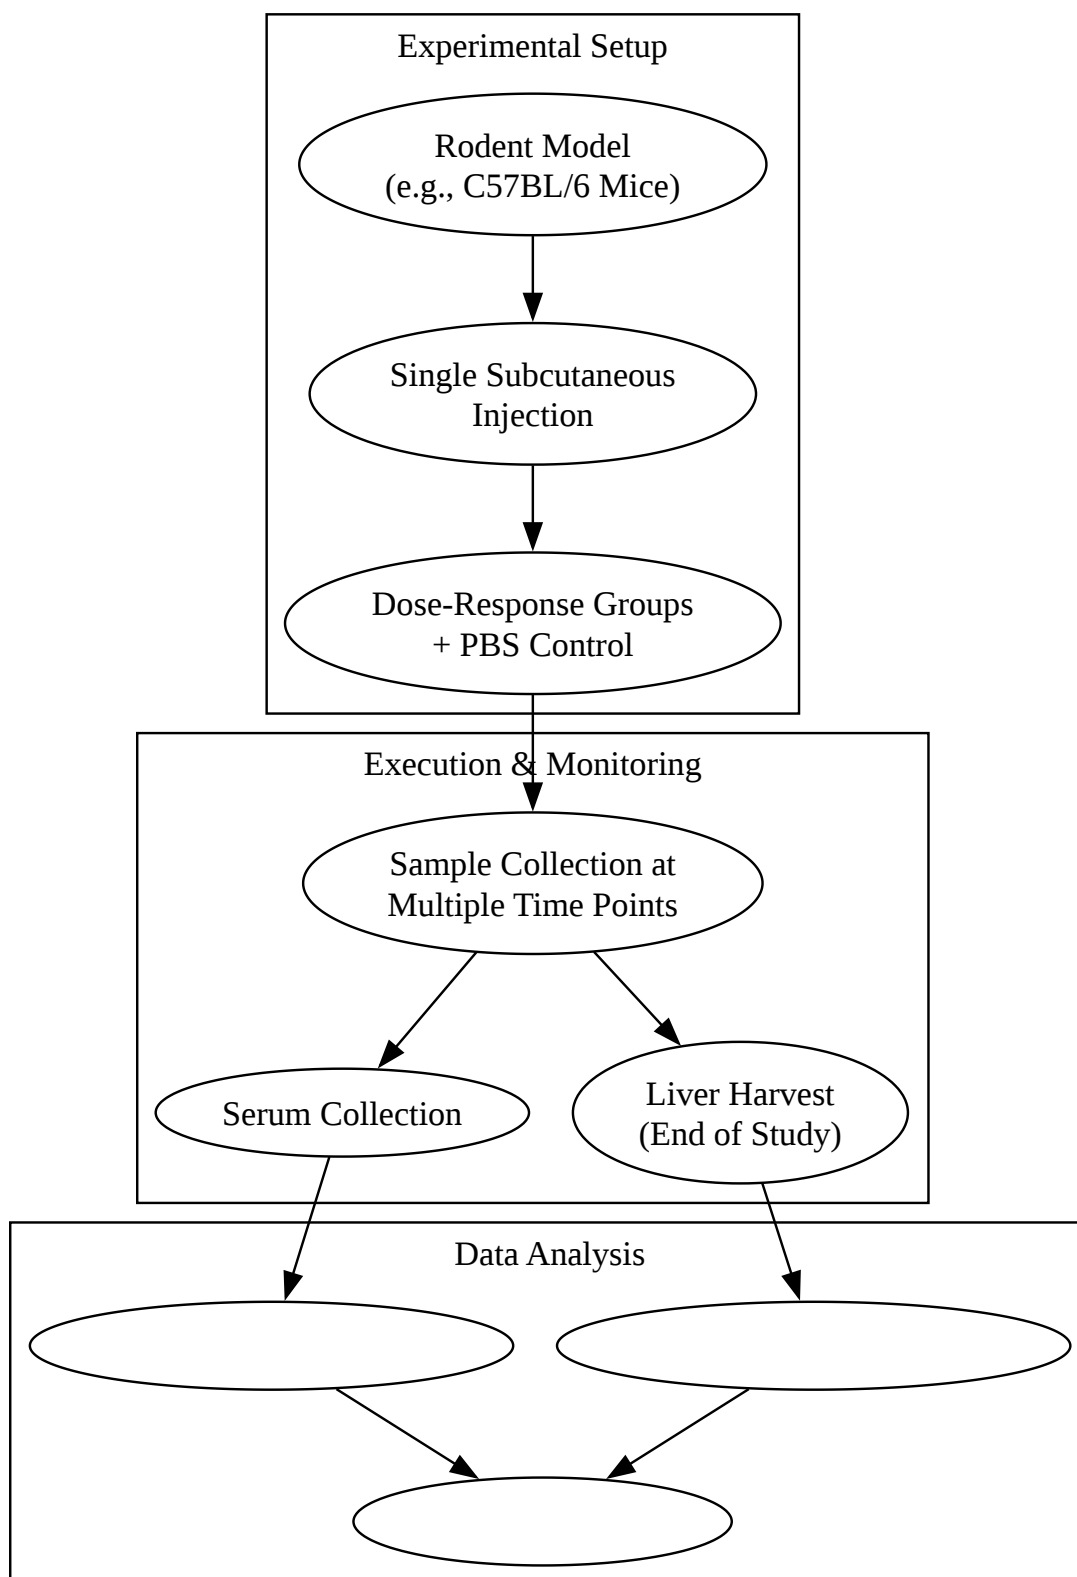 Experimental Setup
Rodent Model
(e.g., C57BL/6 Mice)
Single Subcutaneous
Injection
Dose-Response Groups
+ PBS Control
Execution & Monitoring
Sample Collection at
Multiple Time Points
Serum Collection
Liver Harvest
(End of Study)
Data Analysis